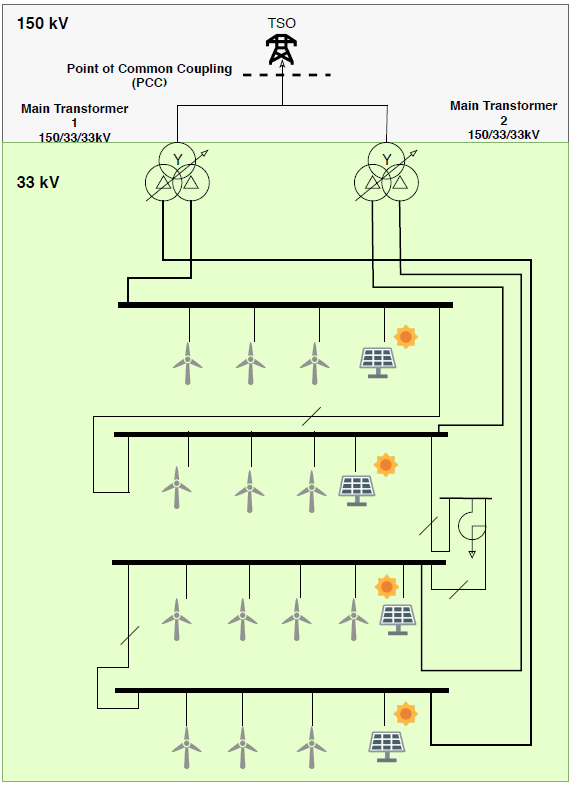 150 kV
TSO
Point of Common Coupling
(PCC)
Main Transformer
1
150/33/33kV
Main Transformer
2
150/33/33kV
Y
Y
33 kV